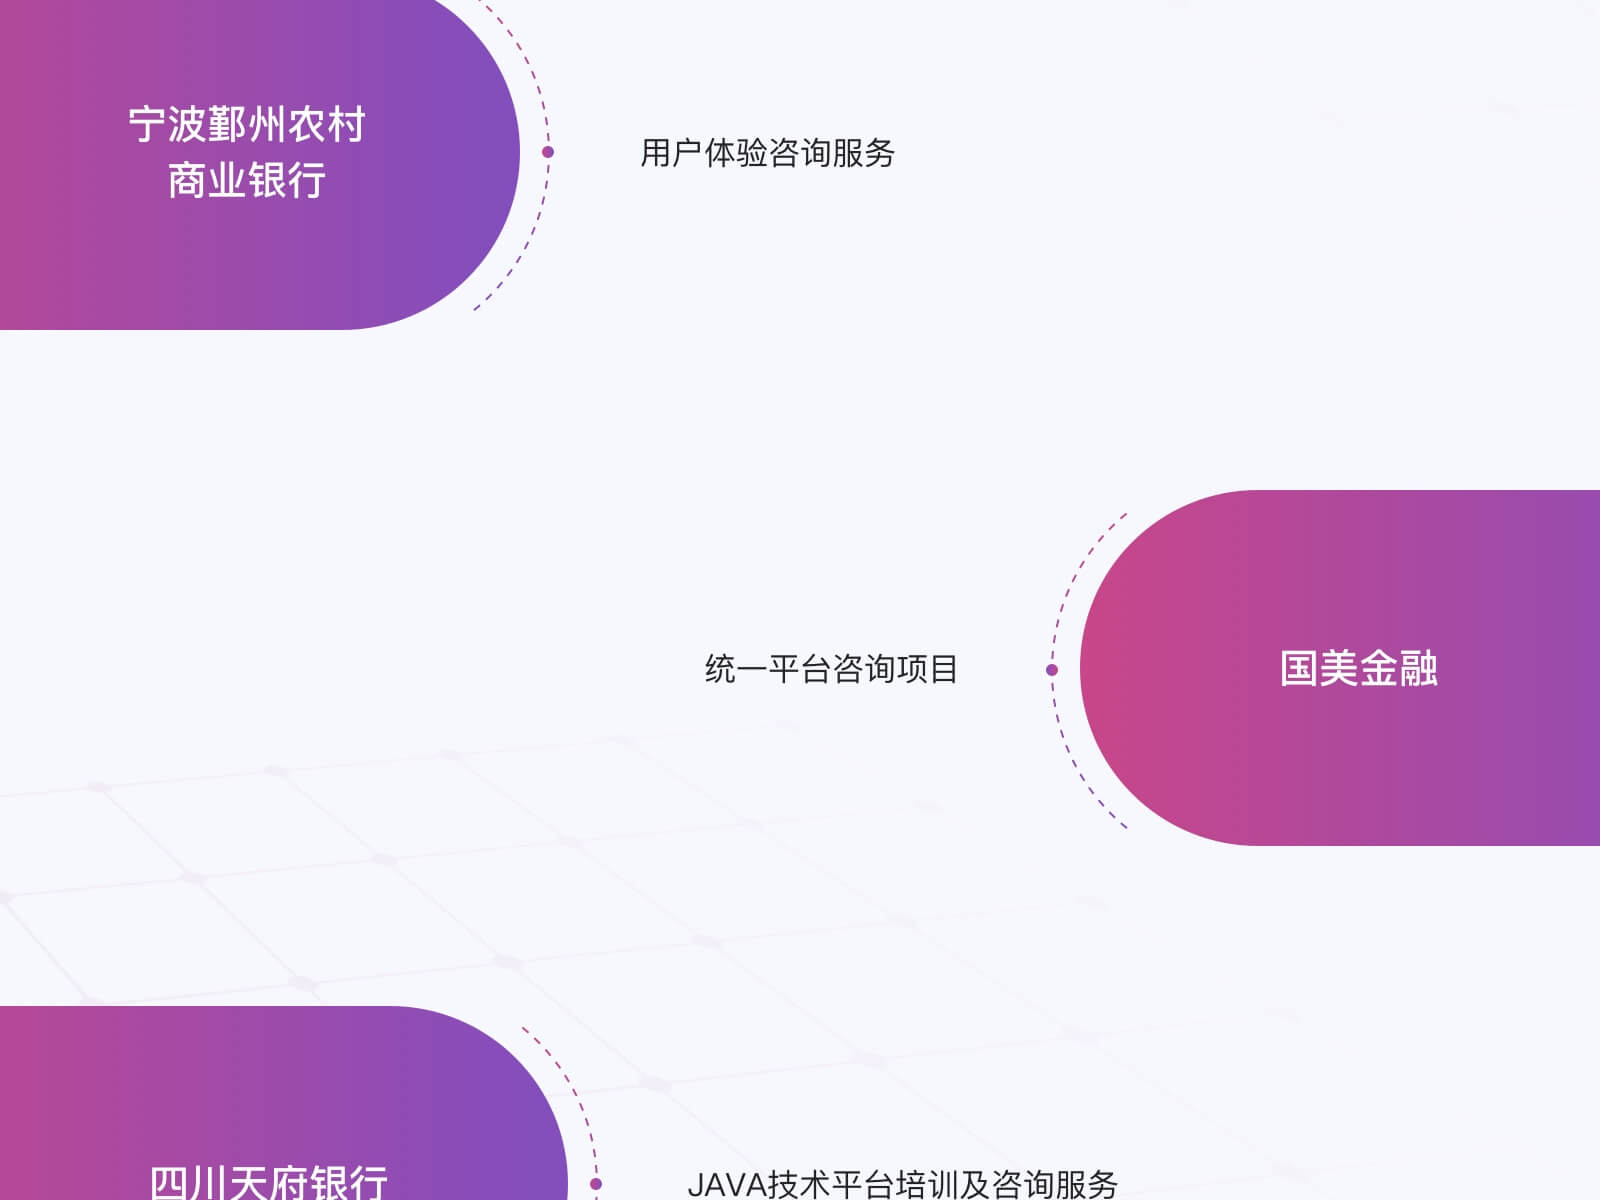 宁波鄞州农村
商业银行
用户体验咨询服务
统一平台咨询项目
国美金融
四川天府银行
JAVA技术平台培训及咨询服务